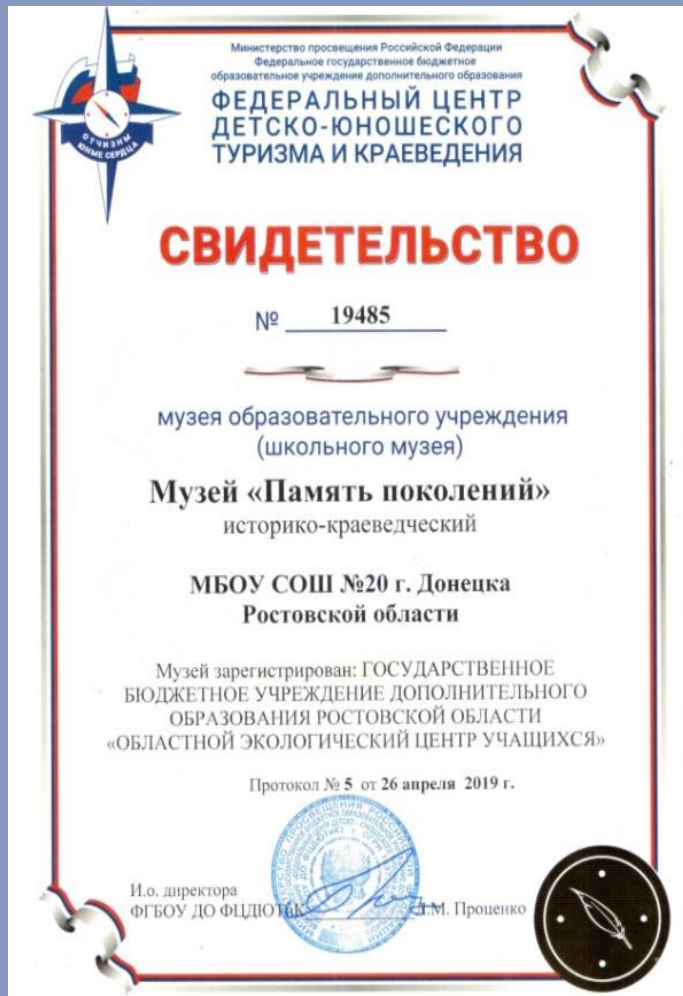 Министерство просвещения Российской Федерации
Федеральное государственное бюджетное
образовательное учреждение дополнительного образования
ФЕДЕРАЛЬНЫЙ ЦЕНТР
ДЕТСКО-ЮНОШЕСКОГО
ТУРИЗМА И КРАЕВЕДЕНИЯ
ОТЧИЗНЫ
ЮНЫЕ СЕРДЦА
СВИДЕТЕЛЬСТВО
№ 19485
музея образовательного учреждения
(школьного музея)
Музей «Память поколений»
историко-краеведческий
МБОУ СОШ №20 г. Донецка
Ростовской области
Музей зарегистрирован: ГОСУДАРСТВЕННОЕ
БЮДЖЕТНОЕ УЧРЕЖДЕНИЕ ДОПОЛНИТЕЛЬНОГО
ОБРАЗОВАНИЯ РОСТОВСКОЙ ОБЛАСТИ
«ОБЛАСТНОЙ ЭКОЛОГИЧЕСКИЙ ЦЕНТР УЧАЩИХСЯ»
Протокол № 5 от 26 апреля 2019 г.
И.о. директора
ФГБОУ ДО ФЦДЮТиК Проценко